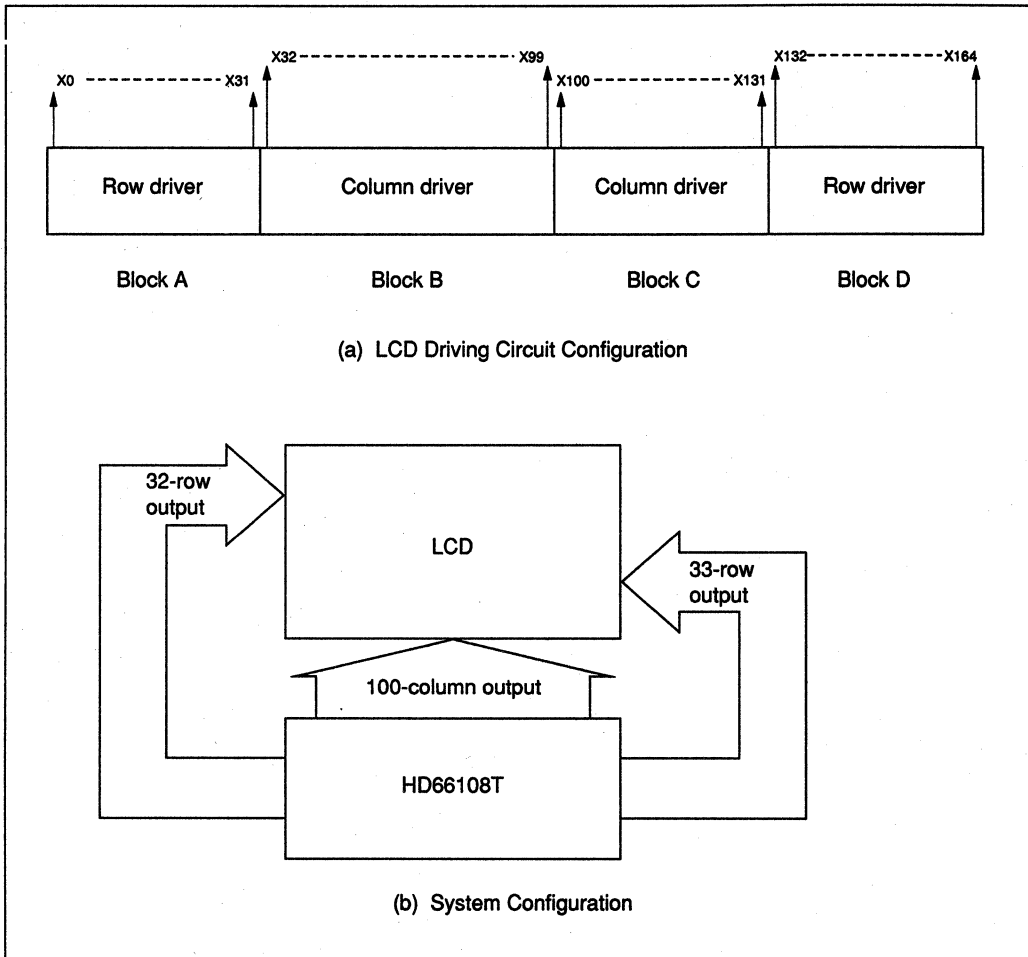 X0 ---------- X31
X32 ---------- X99
X100 ---------- X131
X132 ---------- X164
Row driver
Column driver
Column driver
Row driver
Block A
Block B
Block C
Block D
(a) LCD Driving Circuit Configuration
32-row
output
LCD
33-row
output
100-column output
HD66108T
(b) System Configuration